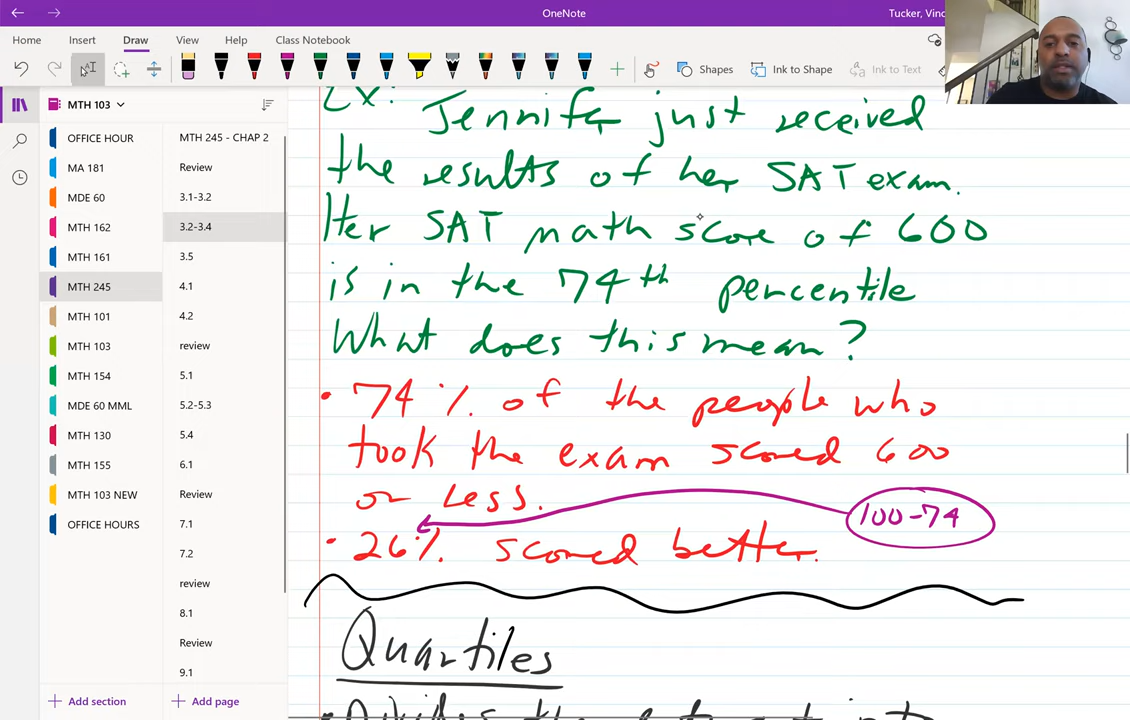 OneNote
Tucker, Vinc
Home
Insert
Draw
View
Help
Class Notebook
Shapes
Ink to Shape
Ink to Text
MTH 103
OFFICE HOUR
MA 181
MDE 60
MTH 162
MTH 161
MTH 245
MTH 101
MTH 103
MTH 154
MDE 60 MML
MTH 130
MTH 155
MTH 103 NEW
OFFICE HOURS
Add section
MTH 245 - CHAP 2
Review
3.1-3.2
3.2-3.4
3.5
4.1
4.2
review
5.1
5.2-5.3
5.4
6.1
Review
7.1
7.2
review
8.1
Review
9.1
Add page
Ex: Jennifer just received
the results of her SAT exam.
Her SAT math score of 600
is in the 74th percentile
What does this mean?
• 74% of the people who
took the exam scored 600
or less.
100-74
• 26% scored better.
Quartiles
• Divides the data set into